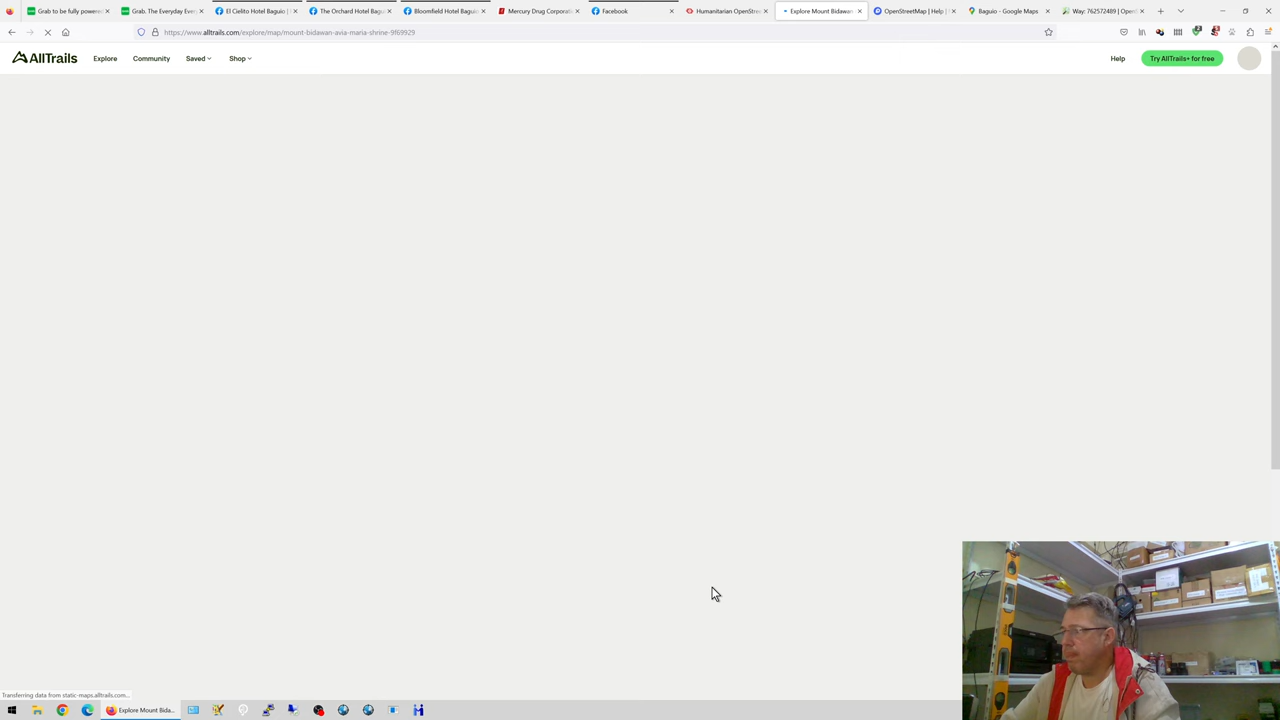 Grab to be fully powere
Grab. The Everyday Eve
El Cielito Hotel Baguio |
The Orchard Hotel Bagu
Bloomfield Hotel Bagui
Mercury Drug Corporati
Facebook
Humanitarian OpenStre
Explore Mount Bidawan
OpenStreetMap | Help |
Baguio - Google Maps
Way: 762572489 | Open
https://www.alltrails.com/explore/map/mount-bidawan-avia-maria-shrine-9f69929
AllTrails
Explore
Community
Saved
Shop
Help
Try AllTrails+ for free
Transferring data from static-maps.alltrails.com...
Explore Mount Bida...